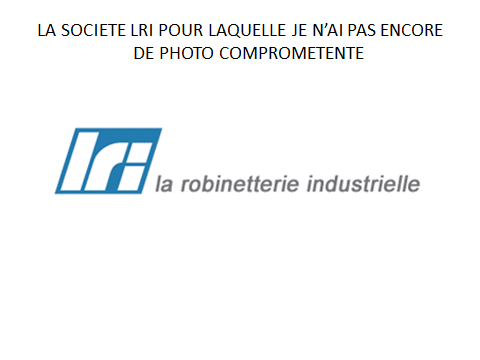 LA SOCIETE LRI POUR LAQUELLE JE N’AI PAS ENCORE
DE PHOTO COMPROMETENTE
lri
la robinetterie industrielle